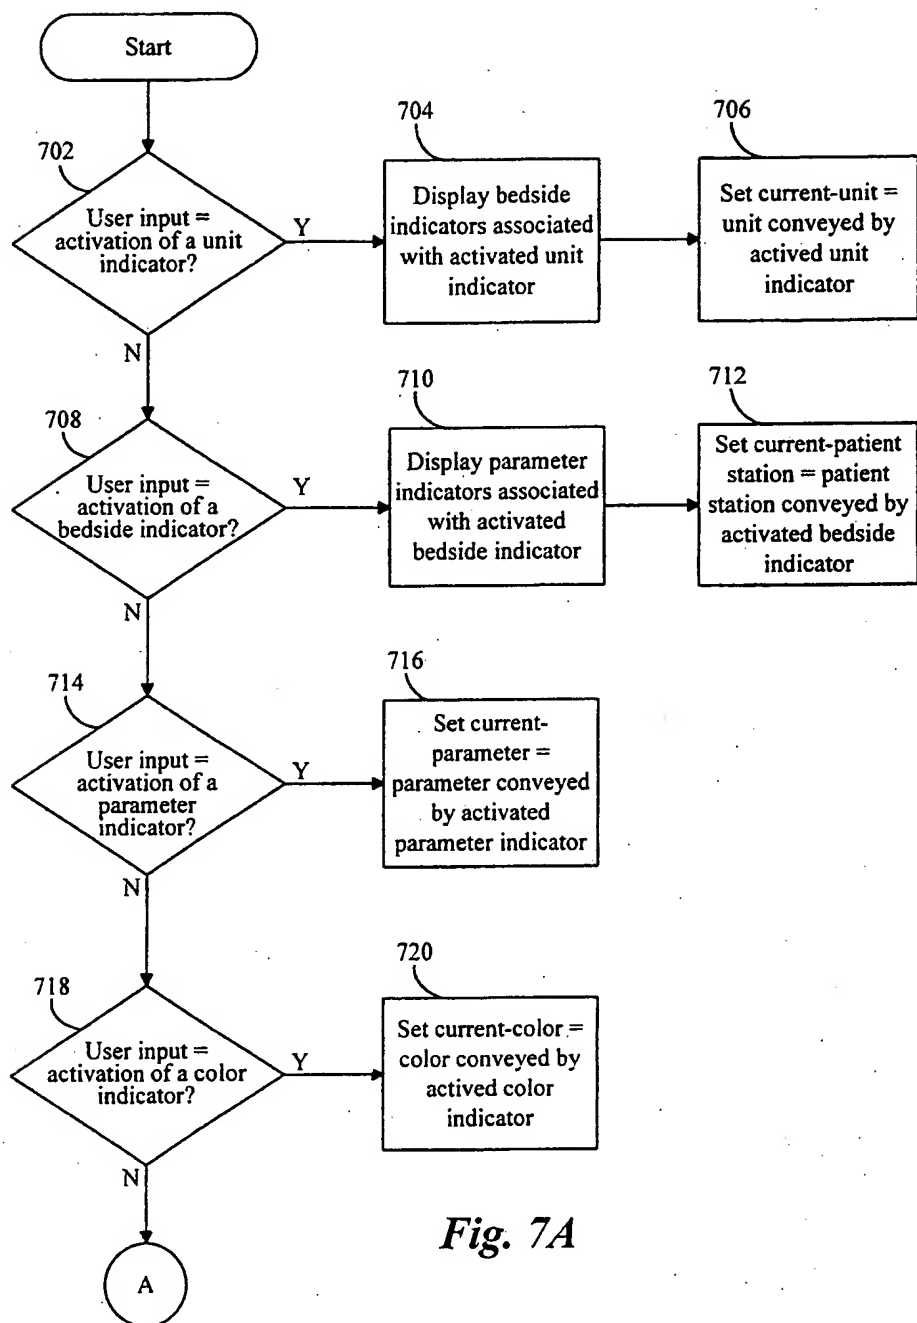 Start
702
User input =
activation of a unit
indicator?
Y
N
704
Display bedside
indicators associated
with activated unit
indicator
706
Set current-unit =
unit conveyed by
actived unit
indicator
708
User input =
activation of a
bedside indicator?
Y
N
710
Display parameter
indicators associated
with activated
bedside indicator
712
Set current-patient
station = patient
station conveyed by
activated bedside
indicator
714
User input =
activation of a
parameter
indicator?
Y
N
716
Set current-
parameter =
parameter conveyed
by activated
parameter indicator
718
User input =
activation of a color
indicator?
Y
N
720
Set current-color =
color conveyed by
actived color
indicator
A
Fig. 7A